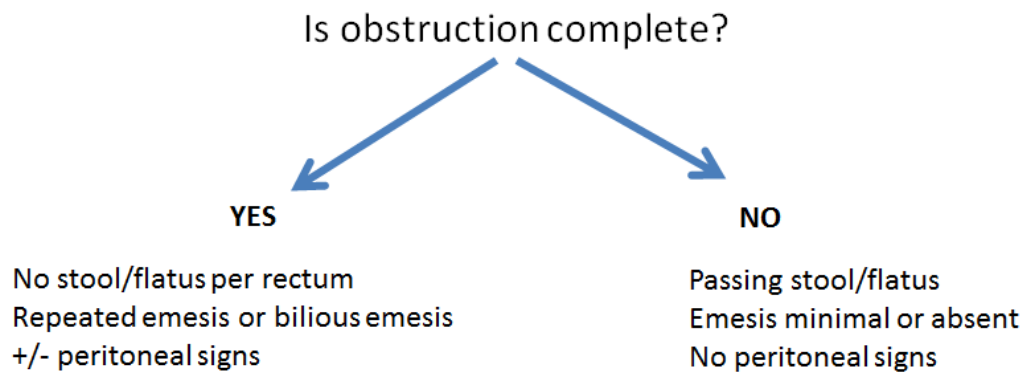 Is obstruction complete?
YES
No stool/flatus per rectum
Repeated emesis or bilious emesis
+/- peritoneal signs
NO
Passing stool/flatus
Emesis minimal or absent
No peritoneal signs